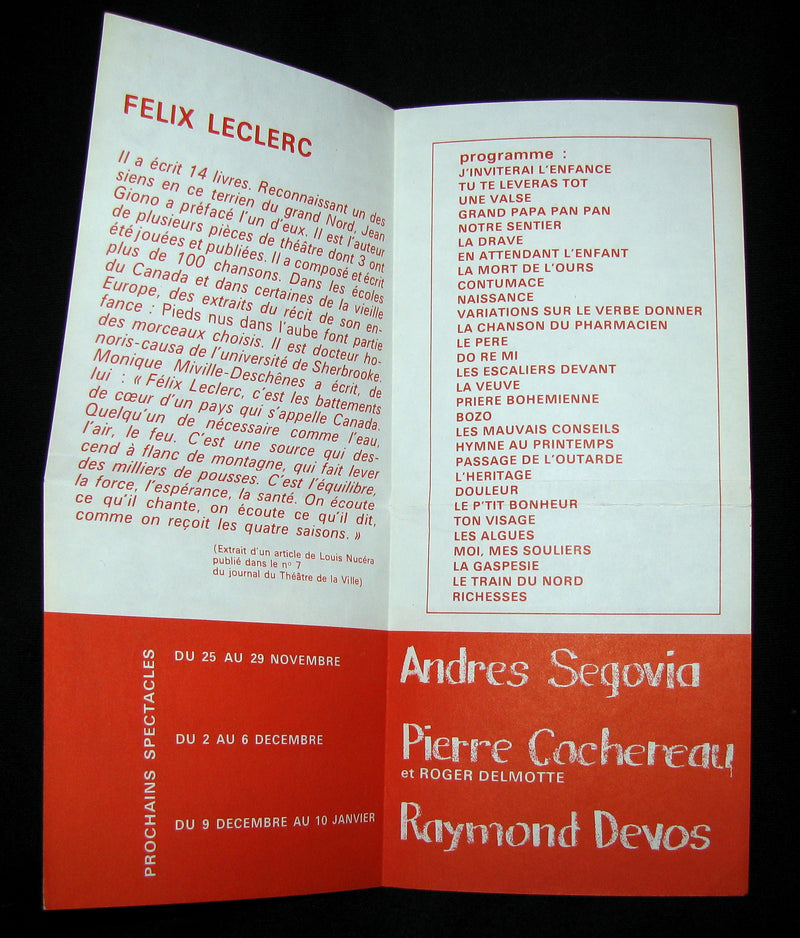 FELIX LECLERC
Il a écrit 14 livres. Reconnaissant un des
siens en ce terrien du grand Nord, Jean
Giono a préfacé l'un d'eux. Il est l'auteur
de plusieurs pièces de théâtre dont 3 ont
été jouées et publiées. Il a composé et écrit
plus de 100 chansons. Dans les écoles
du Canada et dans certaines de la vieille
Europe, des extraits du récit de son en-
fance : Pieds nus dans l'aube font partie
des morceaux choisis. Il est docteur ho-
noris-causa de l'université de Sherbrooke.
Monique Miville-Deschênes a écrit, de
lui : « Félix Leclerc, c'est les battements
de cœur d'un pays qui s'appelle Canada.
Quelqu'un de nécessaire comme l'eau,
l'air, le feu. C'est une source qui des-
cend à flanc de montagne, qui fait lever
des milliers de pousses. C'est l'équilibre,
la force, l'espérance, la santé. On écoute
ce qu'il chante, on écoute ce qu'il dit,
comme on reçoit les quatre saisons. »
(Extrait d'un article de Louis Nucéra
publié dans le n° 7
du journal du Théâtre de la Ville)
programme :
J'INVITERAI L'ENFANCE
TU TE LEVERAS TOT
UNE VALSE
GRAND PAPA PAN PAN
NOTRE SENTIER
LA DRAVE
EN ATTENDANT L'ENFANT
LA MORT DE L'OURS
CONTUMACE
NAISSANCE
VARIATIONS SUR LE VERBE DONNER
LA CHANSON DU PHARMACIEN
LE PERE
DO RE MI
LES ESCALIERS DEVANT
LA VEUVE
PRIERE BOHEMIENNE
BOZO
LES MAUVAIS CONSEILS
HYMNE AU PRINTEMPS
PASSAGE DE L'OUTARDE
L'HERITAGE
DOULEUR
LE P'TIT BONHEUR
TON VISAGE
LES ALGUES
MOI, MES SOULIERS
LA GASPESIE
LE TRAIN DU NORD
RICHESSES
PROCHAINS SPECTACLES
DU 25 AU 29 NOVEMBRE
Andres Segovia
DU 2 AU 6 DECEMBRE
Pierre Cochereau
et ROGER DELMOTTE
DU 9 DECEMBRE AU 10 JANVIER
Raymond Devos